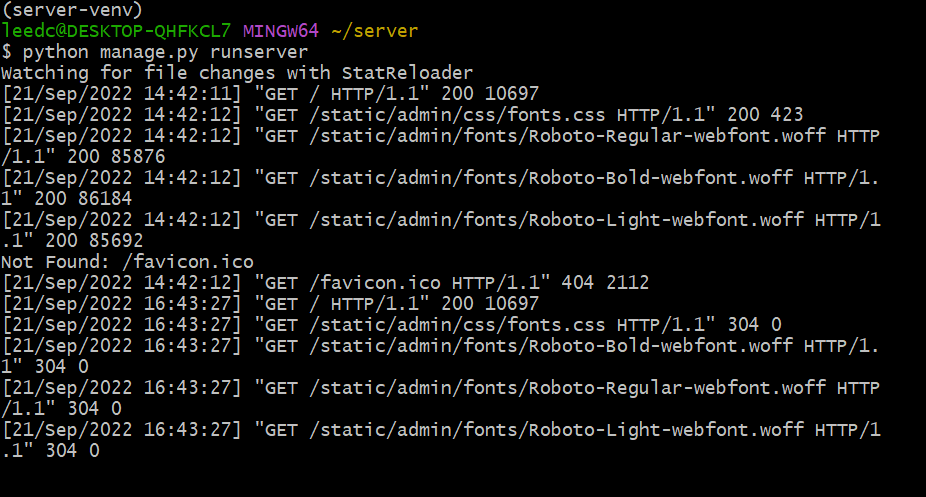 (server-venv)
leedc@DESKTOP-QHFKCL7 MINGW64 ~/server
$ python manage.py runserver
Watching for file changes with StatReloader
[21/Sep/2022 14:42:11] "GET / HTTP/1.1" 200 10697
[21/Sep/2022 14:42:12] "GET /static/admin/css/fonts.css HTTP/1.1" 200 423
[21/Sep/2022 14:42:12] "GET /static/admin/fonts/Roboto-Regular-webfont.woff HTTP
/1.1" 200 85876
[21/Sep/2022 14:42:12] "GET /static/admin/fonts/Roboto-Bold-webfont.woff HTTP/1.
1" 200 86184
[21/Sep/2022 14:42:12] "GET /static/admin/fonts/Roboto-Light-webfont.woff HTTP/1
.1" 200 85692
Not Found: /favicon.ico
[21/Sep/2022 14:42:12] "GET /favicon.ico HTTP/1.1" 404 2112
[21/Sep/2022 16:43:27] "GET / HTTP/1.1" 200 10697
[21/Sep/2022 16:43:27] "GET /static/admin/css/fonts.css HTTP/1.1" 304 0
[21/Sep/2022 16:43:27] "GET /static/admin/fonts/Roboto-Bold-webfont.woff HTTP/1.
1" 304 0
[21/Sep/2022 16:43:27] "GET /static/admin/fonts/Roboto-Regular-webfont.woff HTTP
/1.1" 304 0
[21/Sep/2022 16:43:27] "GET /static/admin/fonts/Roboto-Light-webfont.woff HTTP/1
.1" 304 0